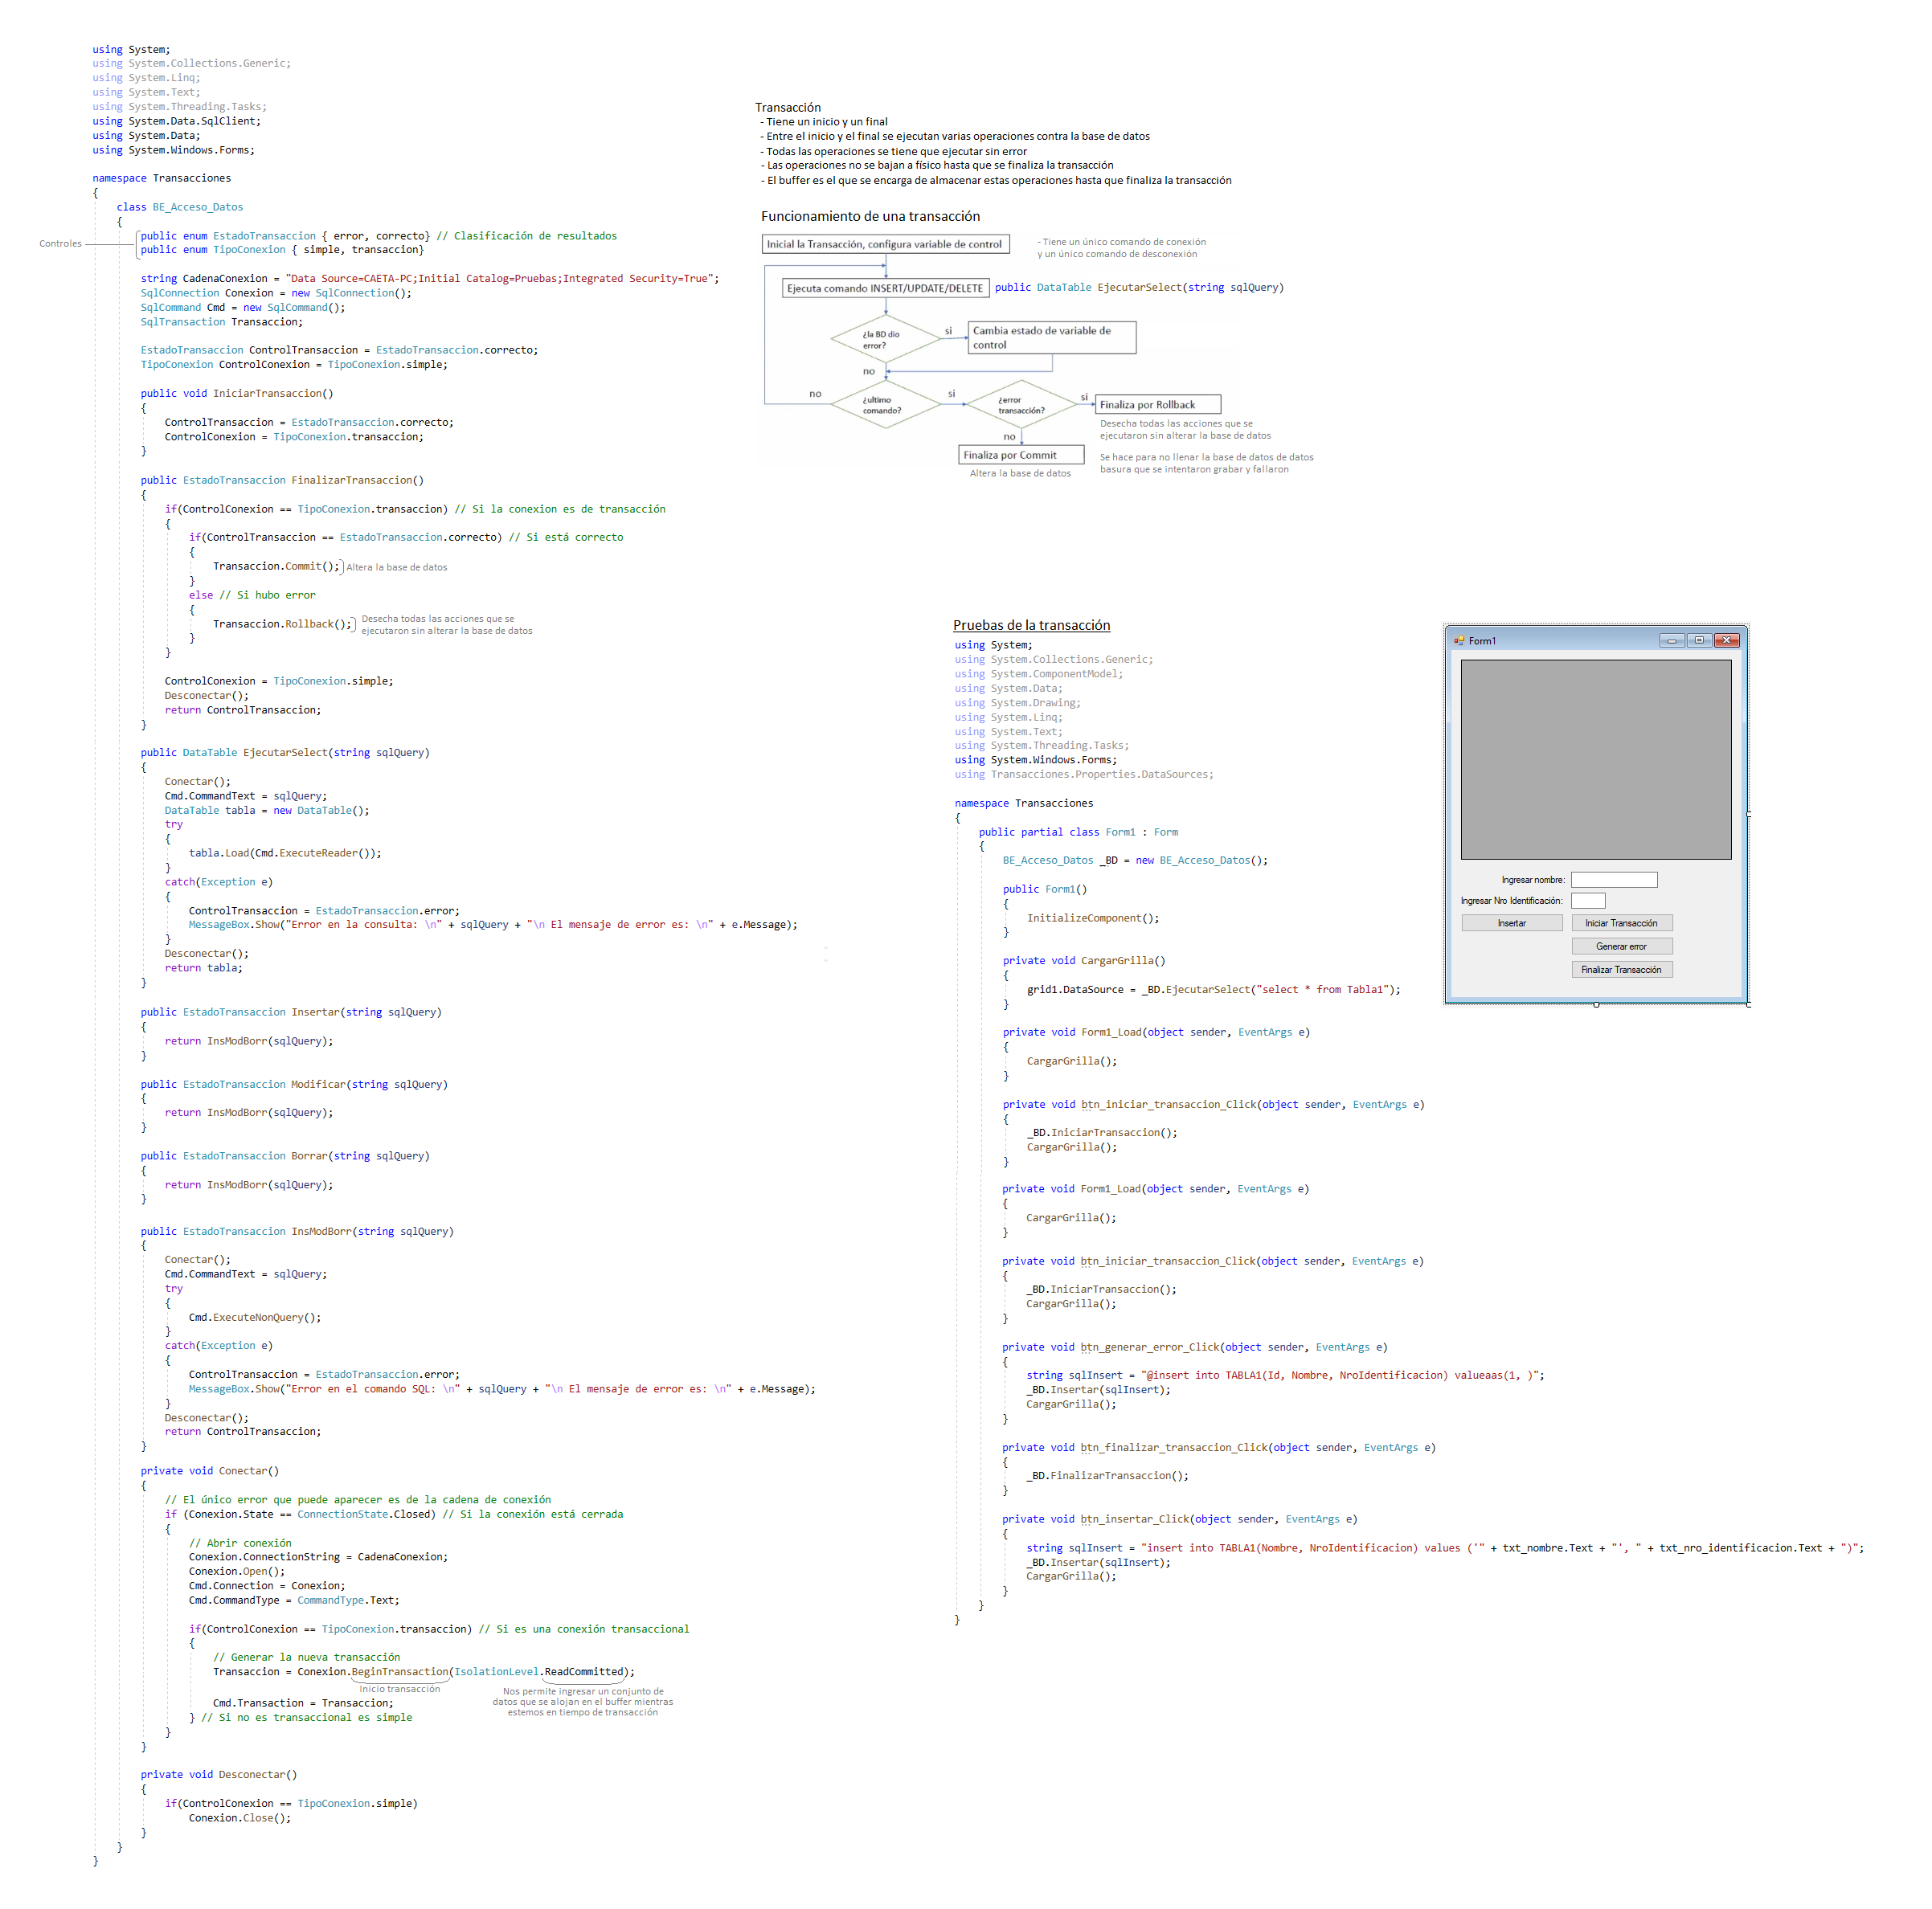 using System;
using System.Collections.Generic;
using System.Linq;
using System.Text;
using System.Threading.Tasks;
using System.Data.SqlClient;
using System.Data;
using System.Windows.Forms;
namespace Transacciones
{
class BE_Acceso_Datos
{
Controles
public enum EstadoTransaccion { error, correcto} // Clasificación de resultados
public enum TipoConexion { simple, transaccion}
string CadenaConexion = "Data Source=CAETA-PC;Initial Catalog=Pruebas;Integrated Security=True";
SqlConnection Conexion = new SqlConnection();
SqlCommand Cmd = new SqlCommand();
SqlTransaction Transaccion;
EstadoTransaccion ControlTransaccion = EstadoTransaccion.correcto;
TipoConexion ControlConexion = TipoConexion.simple;
public void IniciarTransaccion()
{
ControlTransaccion = EstadoTransaccion.correcto;
ControlConexion = TipoConexion.transaccion;
}
public EstadoTransaccion FinalizarTransaccion()
{
if(ControlConexion == TipoConexion.transaccion) // Si la conexion es de transacción
{
if(ControlTransaccion == EstadoTransaccion.correcto) // Si está correcto
{
Transaccion.Commit(); Altera la base de datos
}
else // Si hubo error
{
Transaccion.Rollback(); Desecha todas las acciones que se
ejecutaron sin alterar la base de datos
}
}
ControlConexion = TipoConexion.simple;
Desconectar();
return ControlTransaccion;
}
public DataTable EjecutarSelect(string sqlQuery)
{
Conectar();
Cmd.CommandText = sqlQuery;
DataTable tabla = new DataTable();
try
{
tabla.Load(Cmd.ExecuteReader());
}
catch(Exception e)
{
ControlTransaccion = EstadoTransaccion.error;
MessageBox.Show("Error en la consulta: \n" + sqlQuery + "\n El mensaje de error es: \n" + e.Message);
}
Desconectar();
return tabla;
}
public EstadoTransaccion Insertar(string sqlQuery)
{
return InsModBorr(sqlQuery);
}
public EstadoTransaccion Modificar(string sqlQuery)
{
return InsModBorr(sqlQuery);
}
public EstadoTransaccion Borrar(string sqlQuery)
{
return InsModBorr(sqlQuery);
}
public EstadoTransaccion InsModBorr(string sqlQuery)
{
Conectar();
Cmd.CommandText = sqlQuery;
try
{
Cmd.ExecuteNonQuery();
}
catch(Exception e)
{
ControlTransaccion = EstadoTransaccion.error;
MessageBox.Show("Error en el comando SQL: \n" + sqlQuery + "\n El mensaje de error es: \n" + e.Message);
}
Desconectar();
return ControlTransaccion;
}
private void Conectar()
{
// El único error que puede aparecer es de la cadena de conexión
if (Conexion.State == ConnectionState.Closed) // Si la conexión está cerrada
{
// Abrir conexión
Conexion.ConnectionString = CadenaConexion;
Conexion.Open();
Cmd.Connection = Conexion;
Cmd.CommandType = CommandType.Text;
if(ControlConexion == TipoConexion.transaccion) // Si es una conexión transaccional
{
// Generar la nueva transacción
Transaccion = Conexion.BeginTransaction(IsolationLevel.ReadCommitted);
Inicio transacción
Nos permite ingresar un conjunto de
datos que se alojan en el buffer mientras
estemos en tiempo de transacción
Cmd.Transaction = Transaccion;
} // Si no es transaccional es simple
}
}
private void Desconectar()
{
if(ControlConexion == TipoConexion.simple)
Conexion.Close();
}
}
}
Transacción
- Tiene un inicio y un final
- Entre el inicio y el final se ejecutan varias operaciones contra la base de datos
- Todas las operaciones se tiene que ejecutar sin error
- Las operaciones no se bajan a físico hasta que se finaliza la transacción
- El buffer es el que se encarga de almacenar estas operaciones hasta que finaliza la transacción
Funcionamiento de una transacción
Inicial la Transacción, configura variable de control
- Tiene un único comando de conexión
y un único comando de desconexión
Ejecuta comando INSERT/UPDATE/DELETE
public DataTable EjecutarSelect(string sqlQuery)
¿la BD dio
error?
si
Cambia estado de variable de
control
no
no
¿ultimo
comando?
si
¿error
transacción?
si
Finaliza por Rollback
Desecha todas las acciones que se
ejecutaron sin alterar la base de datos
Se hace para no llenar la base de datos de datos
basura que se intentaron grabar y fallaron
no
Finaliza por Commit
Altera la base de datos
Pruebas de la transacción
using System;
using System.Collections.Generic;
using System.ComponentModel;
using System.Data;
using System.Drawing;
using System.Linq;
using System.Text;
using System.Threading.Tasks;
using System.Windows.Forms;
using Transacciones.Properties.DataSources;
namespace Transacciones
{
public partial class Form1 : Form
{
BE_Acceso_Datos _BD = new BE_Acceso_Datos();
public Form1()
{
InitializeComponent();
}
private void CargarGrilla()
{
grid1.DataSource = _BD.EjecutarSelect("select * from Tabla1");
}
private void Form1_Load(object sender, EventArgs e)
{
CargarGrilla();
}
private void btn_iniciar_transaccion_Click(object sender, EventArgs e)
{
_BD.IniciarTransaccion();
CargarGrilla();
}
private void Form1_Load(object sender, EventArgs e)
{
CargarGrilla();
}
private void btn_iniciar_transaccion_Click(object sender, EventArgs e)
{
_BD.IniciarTransaccion();
CargarGrilla();
}
private void btn_generar_error_Click(object sender, EventArgs e)
{
string sqlInsert = "@insert into TABLA1(Id, Nombre, NroIdentificacion) valueaas(1, )";
_BD.Insertar(sqlInsert);
CargarGrilla();
}
private void btn_finalizar_transaccion_Click(object sender, EventArgs e)
{
_BD.FinalizarTransaccion();
}
private void btn_insertar_Click(object sender, EventArgs e)
{
string sqlInsert = "insert into TABLA1(Nombre, NroIdentificacion) values ('" + txt_nombre.Text + "', " + txt_nro_identificacion.Text + ")";
_BD.Insertar(sqlInsert);
CargarGrilla();
}
}
}
Form1
Ingresar nombre:
Ingresar Nro Identificación:
Insertar
Iniciar Transacción
Generar error
Finalizar Transacción